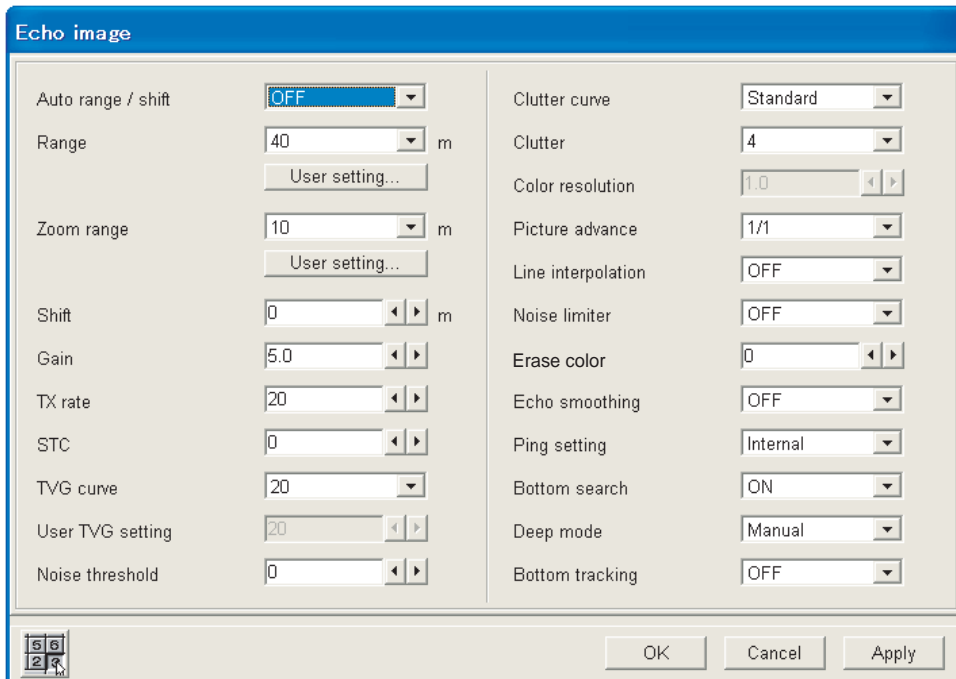 Echo image
Auto range / shift OFF
Range 40 m
User setting...
Zoom range 10 m
User setting...
Shift 0 m
Gain 5.0
TX rate 20
STC 0
TVG curve 20
User TVG setting 20
Noise threshold 0
Clutter curve Standard
Clutter 4
Color resolution 1.0
Picture advance 1/1
Line interpolation OFF
Noise limiter OFF
Erase color 0
Echo smoothing OFF
Ping setting Internal
Bottom search ON
Deep mode Manual
Bottom tracking OFF
5 6
2
OK Cancel Apply